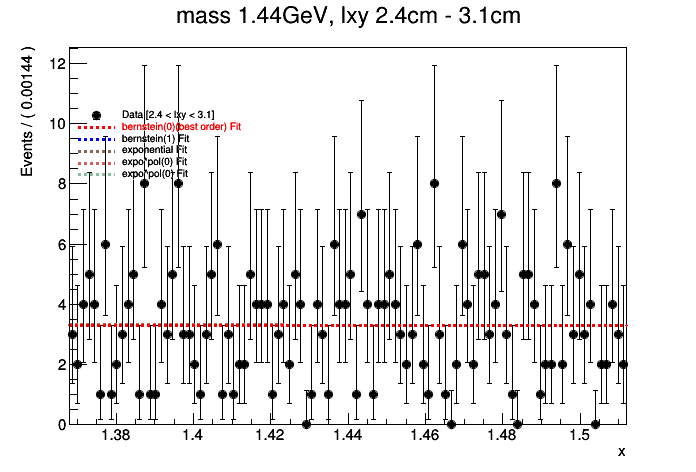 mass 1.44GeV, lxy 2.4cm - 3.1cm
Events / ( 0.00144 )
12
10
8
6
4
2
0
Data [2.4 < lxy < 3.1]
bernstein(0)(best order) Fit
bernstein(1) Fit
exponential Fit
expo*pol(0) Fit
expo*pol(0) Fit
1.38 1.4 1.42 1.44 1.46 1.48 1.5
x